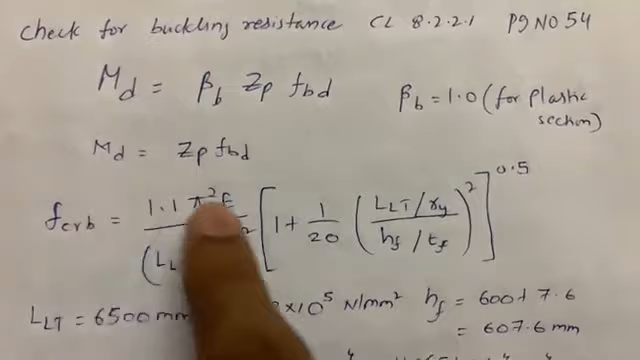 Check for buckling resistance CL 8.2.2.1 Pg NO 54
Md = βb Zp fbd
βb = 1.0 (for plastic section)
Md = Zp fbd
fcrb = 1.1 π²E / (LL [1 + 1/20 (LLT/ry / hf/tf)²]^0.5
LLT = 6500 mm ×10⁵ N/mm² hf = 600+7.6
= 607.6 mm